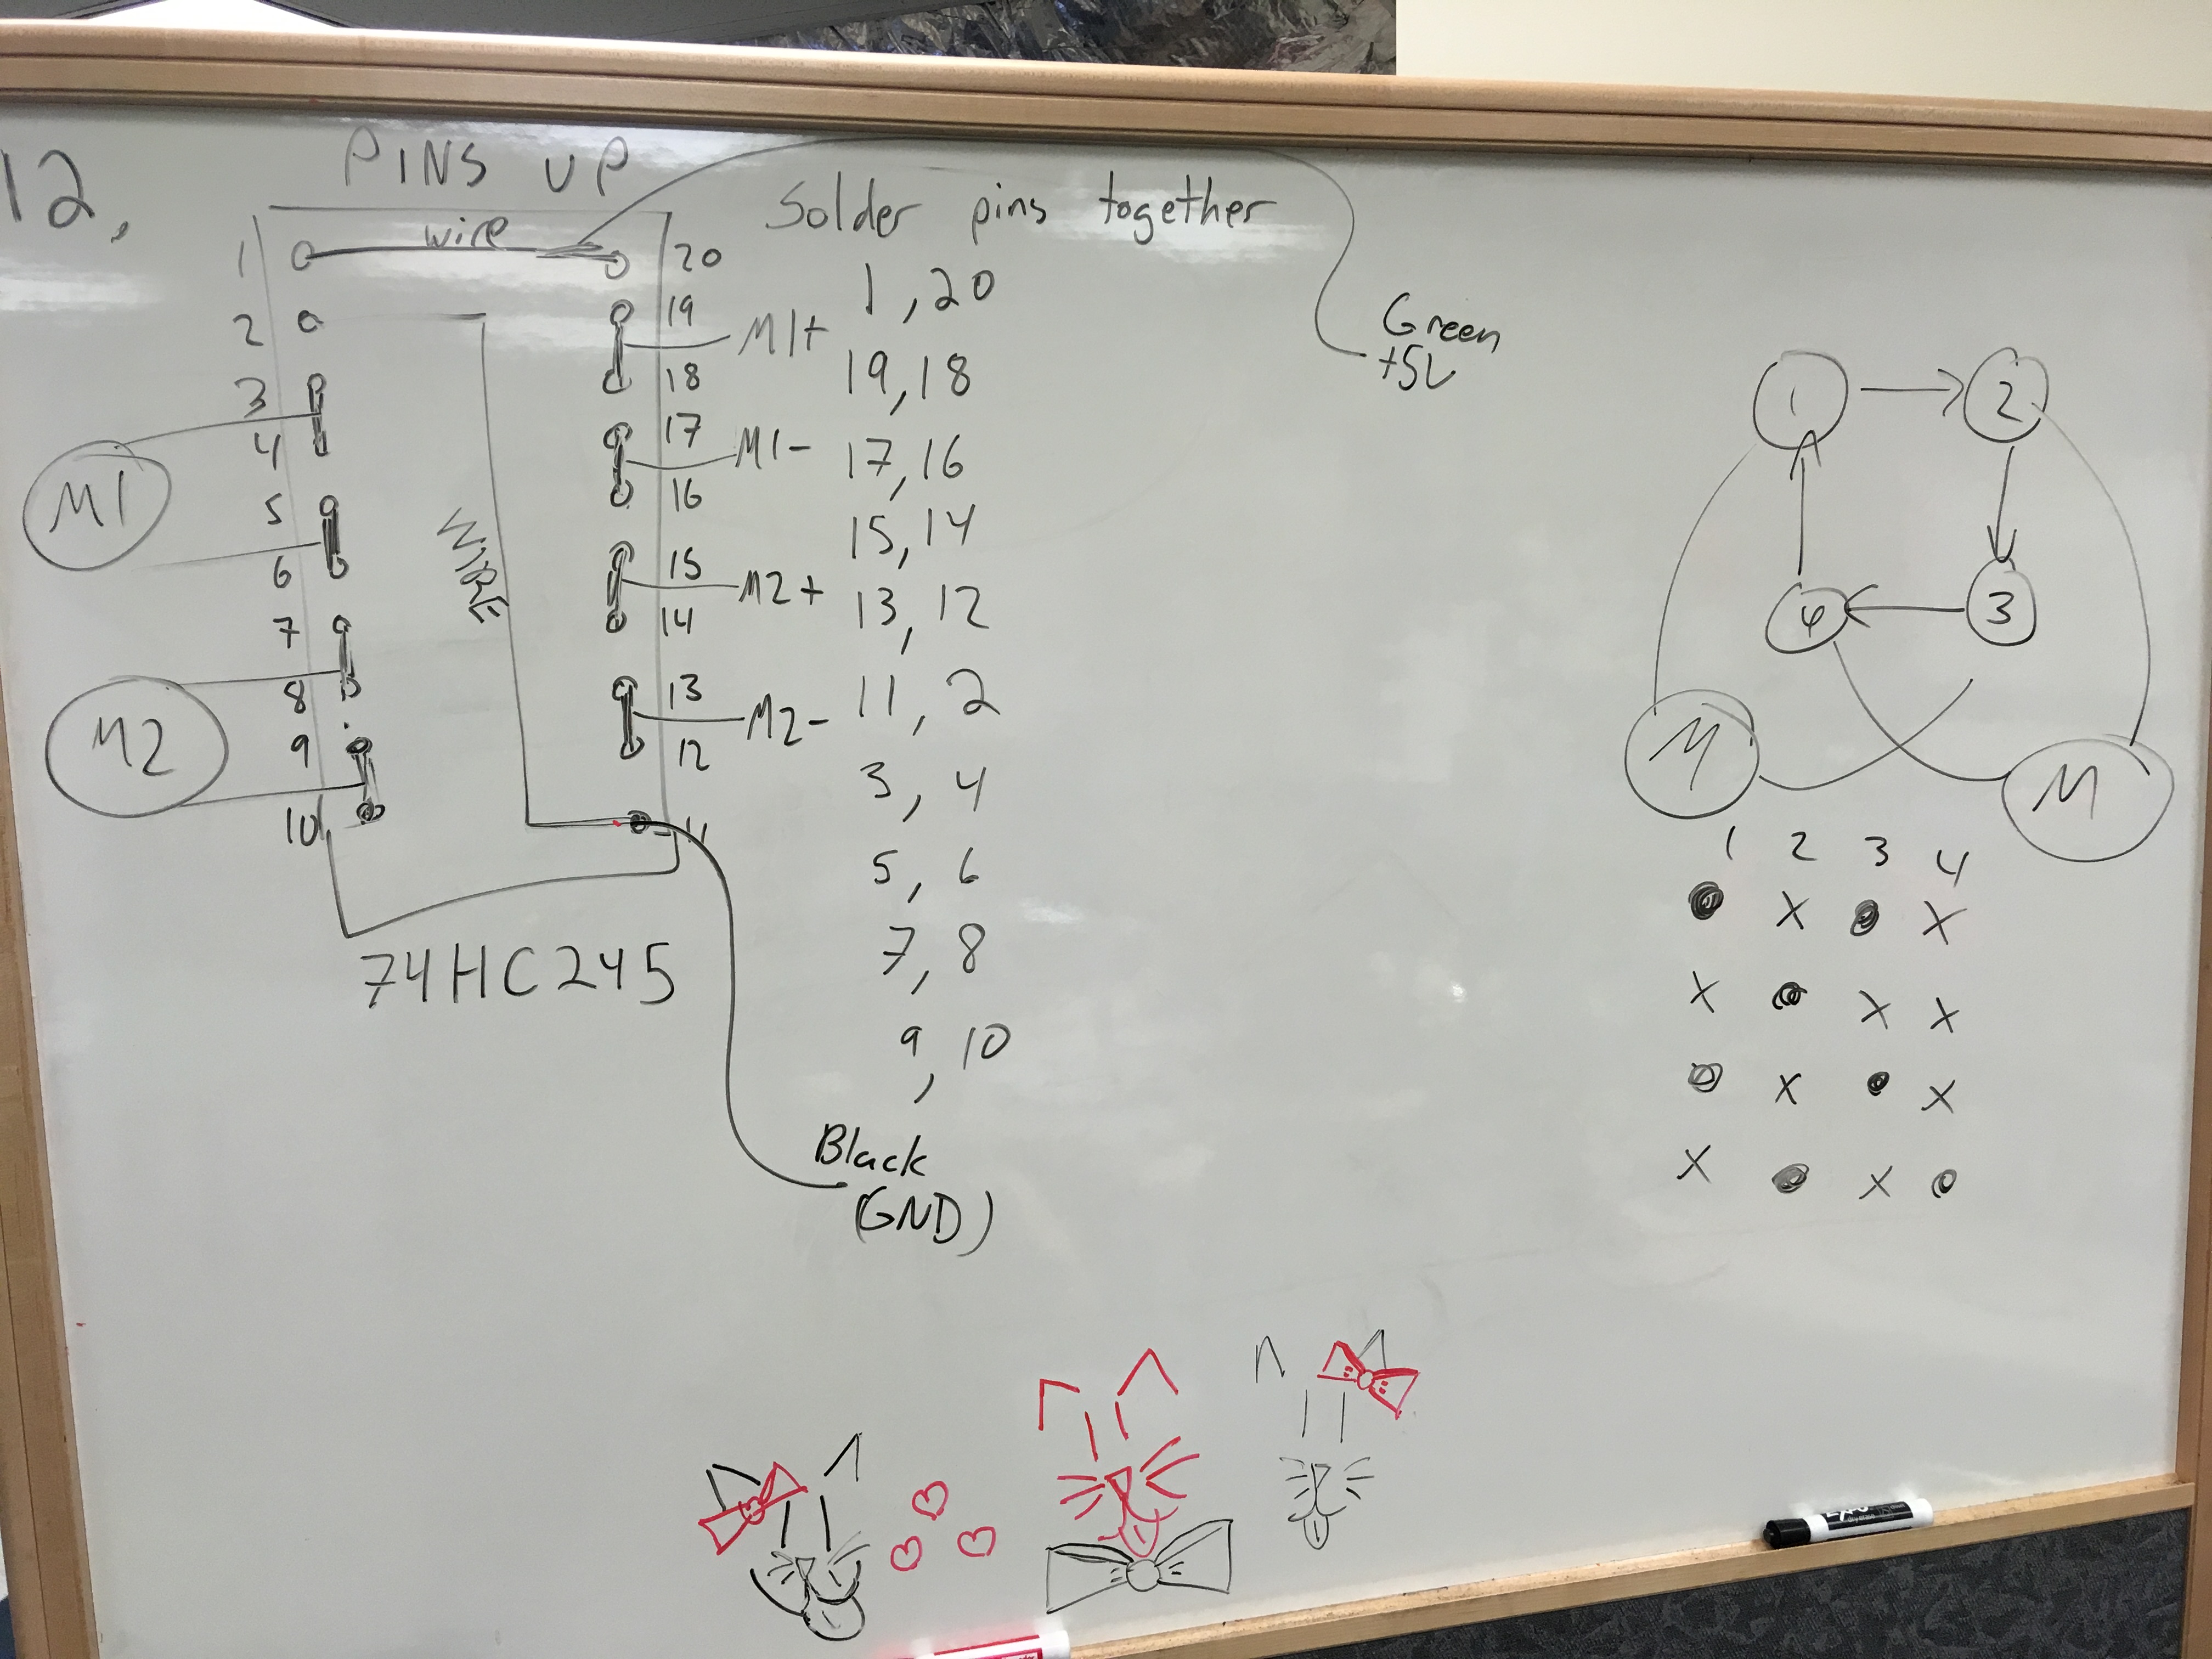 12.
PINS UP
wire
1
2
3
4
5
6
7
8
9
10
20
19
18
17
16
15
14
13
12
11
WIRE
M1
M2
M1+
M1-
M2+
M2-
74HC245
Solder pins together
1, 20
19, 18
17, 16
15, 14
13, 12
11, 2
3, 4
5, 6
7, 8
9, 10
Black
(GND)
Green
+5V
1
2
3
4
M
M
1 2 3 4
X X
X X X
X X
X X